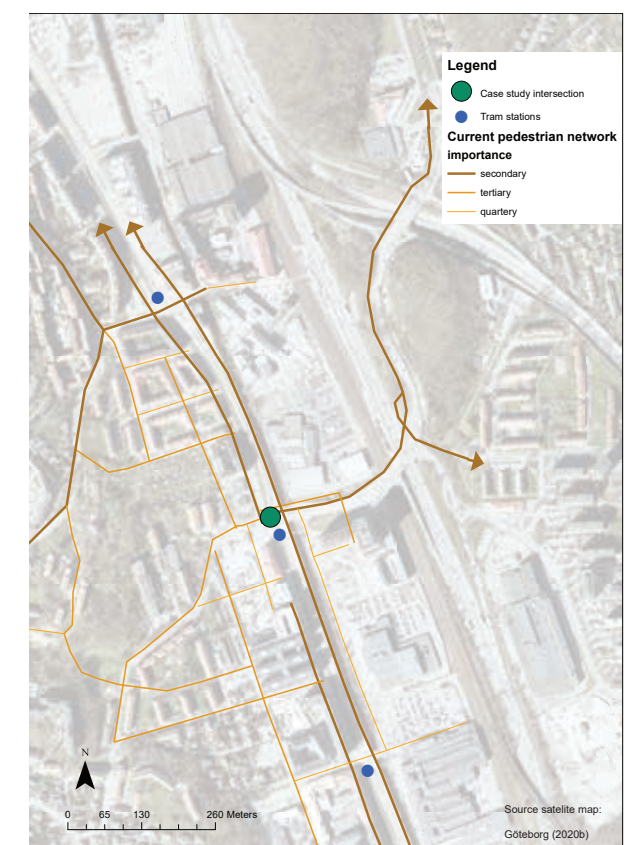 Legend
Case study intersection
Tram stations
Current pedestrian network
importance
secondary
tertiary
quartery
N
0 65 130 260 Meters
Source satelite map:
Göteborg (2020b)